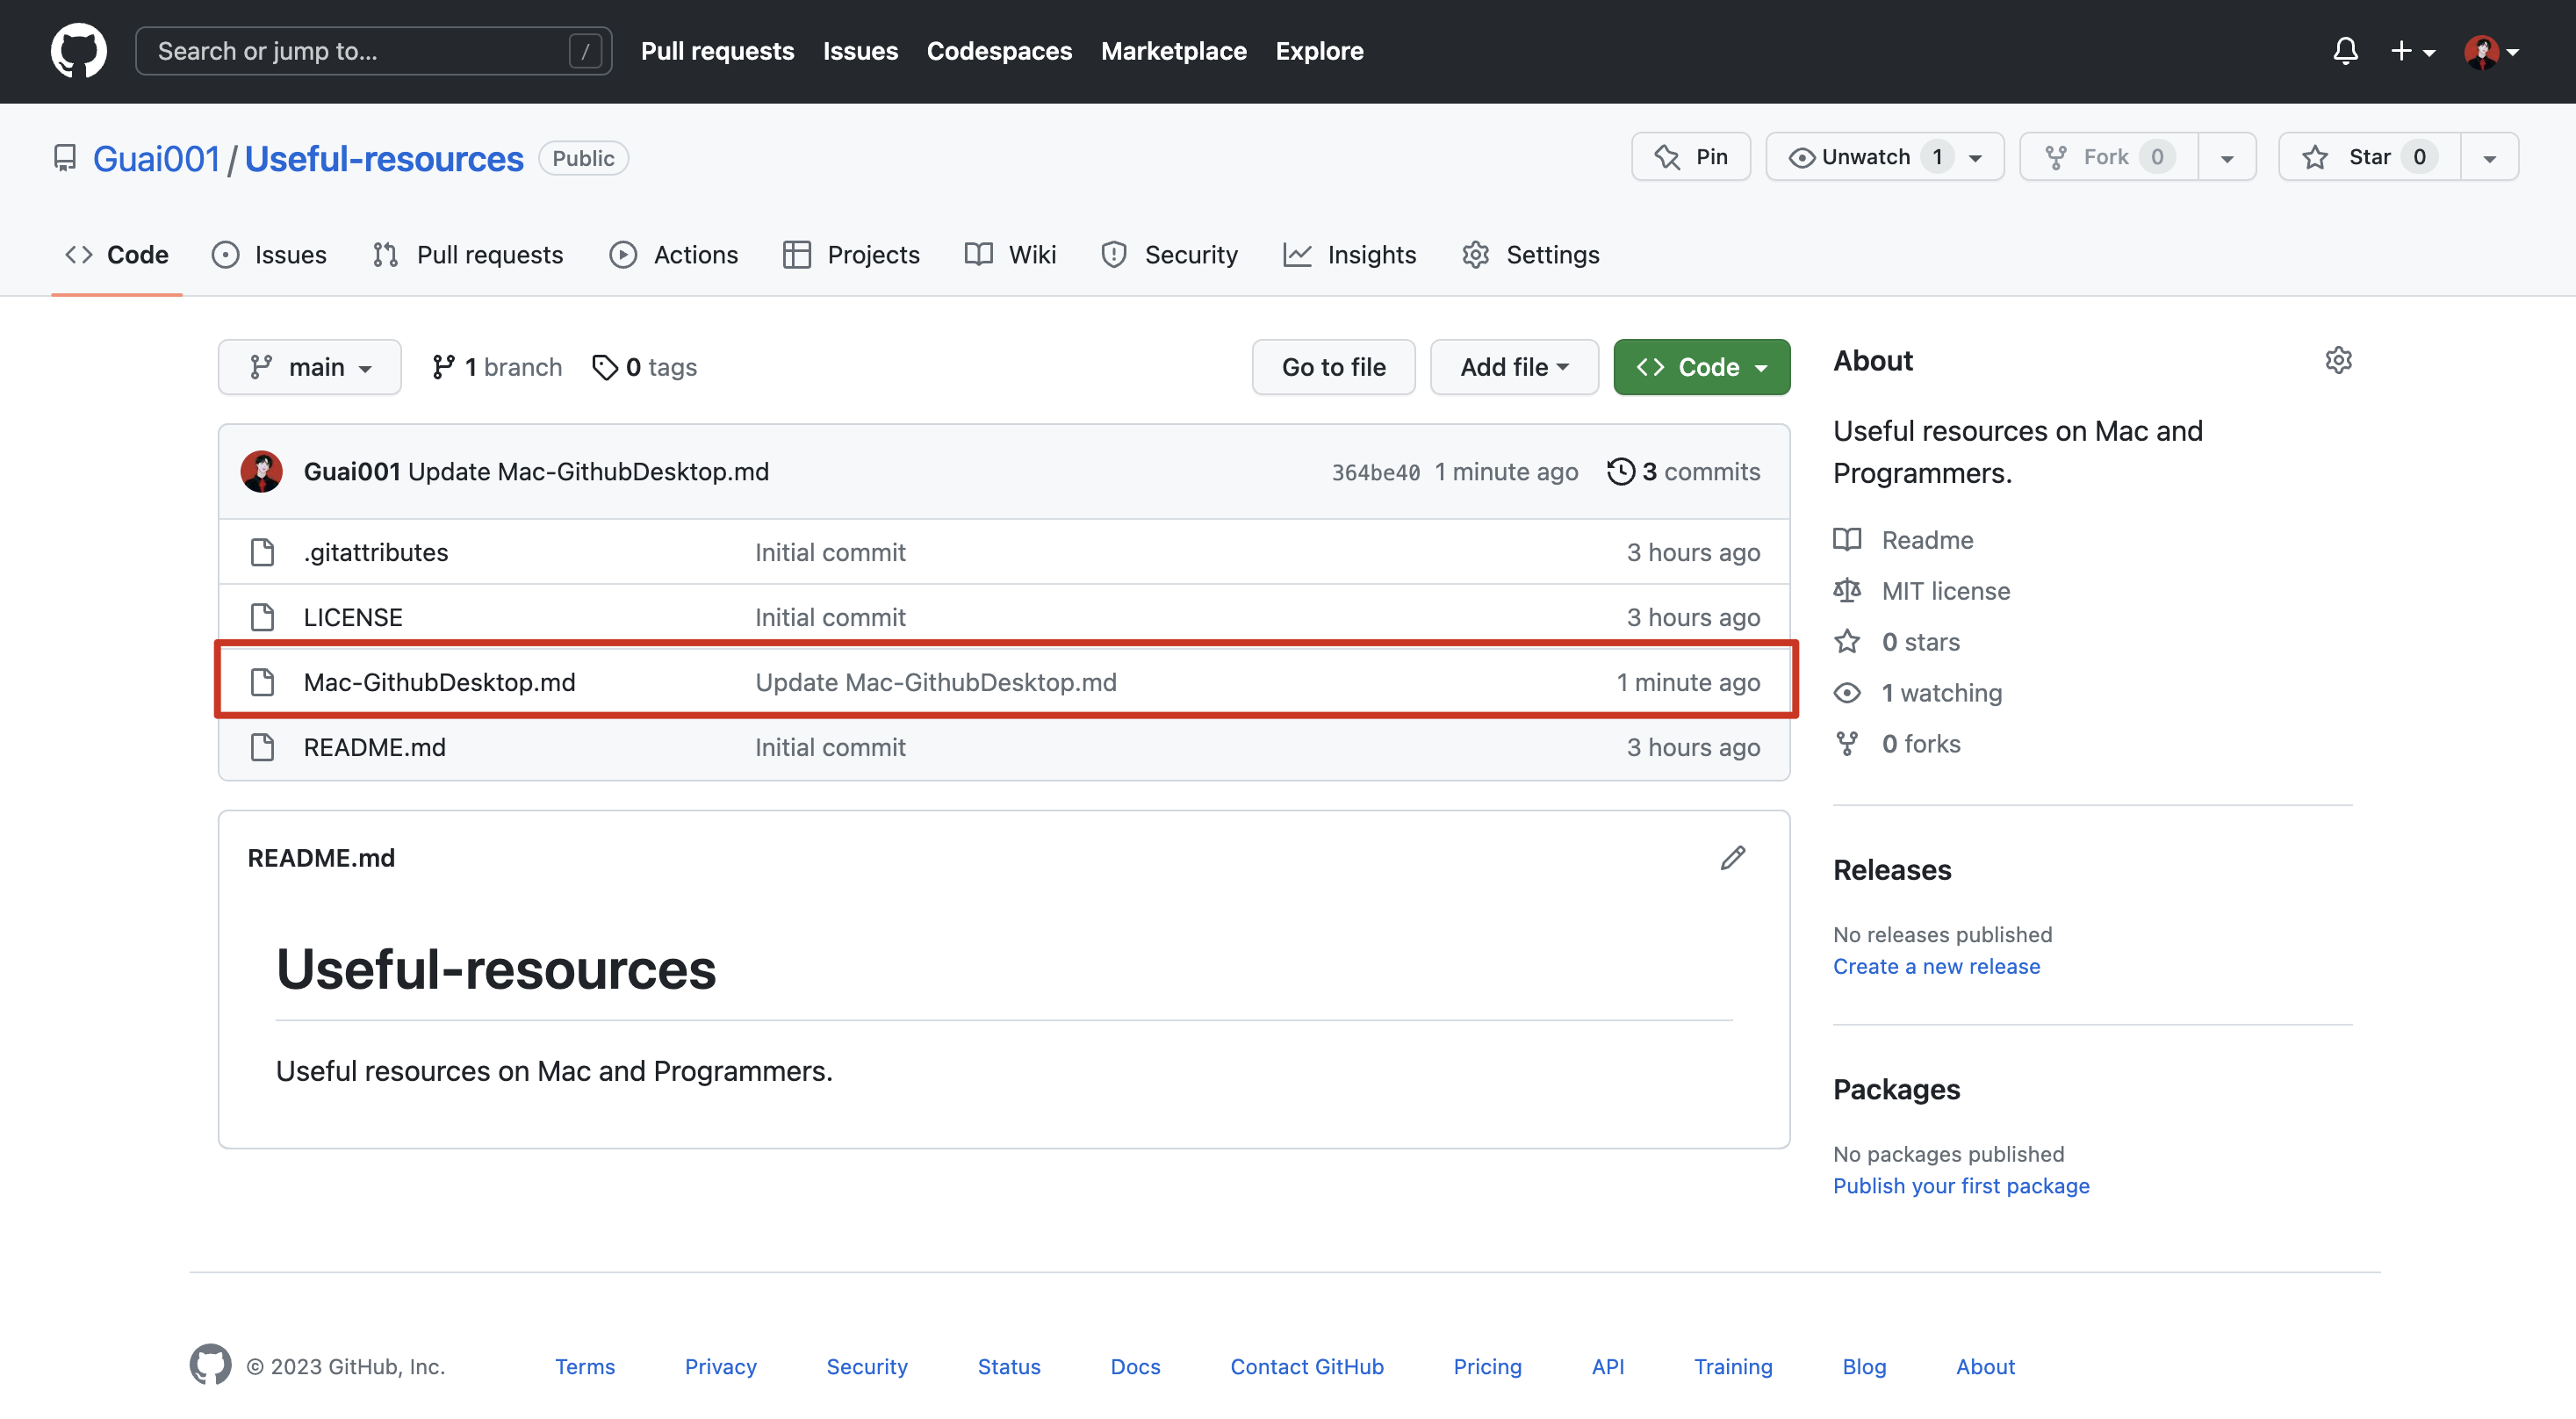 Search or jump to... /
Pull requests Issues Codespaces Marketplace Explore
Guai001 / Useful-resources Public
Pin
Unwatch 1
Fork 0
Star 0
Code Issues Pull requests Actions Projects Wiki Security Insights Settings
main
1 branch
0 tags
Go to file
Add file
Code
Guai001 Update Mac-GithubDesktop.md 364be40 1 minute ago 3 commits
.gitattributes Initial commit 3 hours ago
LICENSE Initial commit 3 hours ago
Mac-GithubDesktop.md Update Mac-GithubDesktop.md 1 minute ago
README.md Initial commit 3 hours ago
README.md
Useful-resources
Useful resources on Mac and Programmers.
About
Useful resources on Mac and
Programmers.
Readme
MIT license
0 stars
1 watching
0 forks
Releases
No releases published
Create a new release
Packages
No packages published
Publish your first package
© 2023 GitHub, Inc. Terms Privacy Security Status Docs Contact GitHub Pricing API Training Blog About